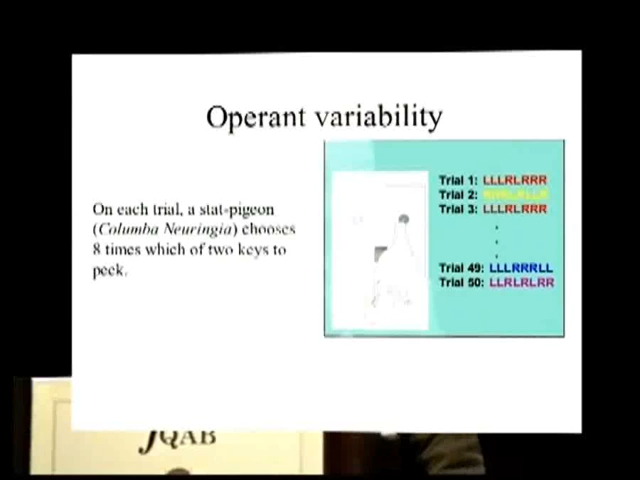 Operant variability
On each trial, a stat-pigeon
(Columba Neuringia) chooses
8 times which of two keys to
peck.
Trial 1: LLLRLRRR
Trial 2:
Trial 3: LLLRLRRR
.
.
.
Trial 49: LLLRRRLL
Trial 50: LLRLRLRR
JQAB